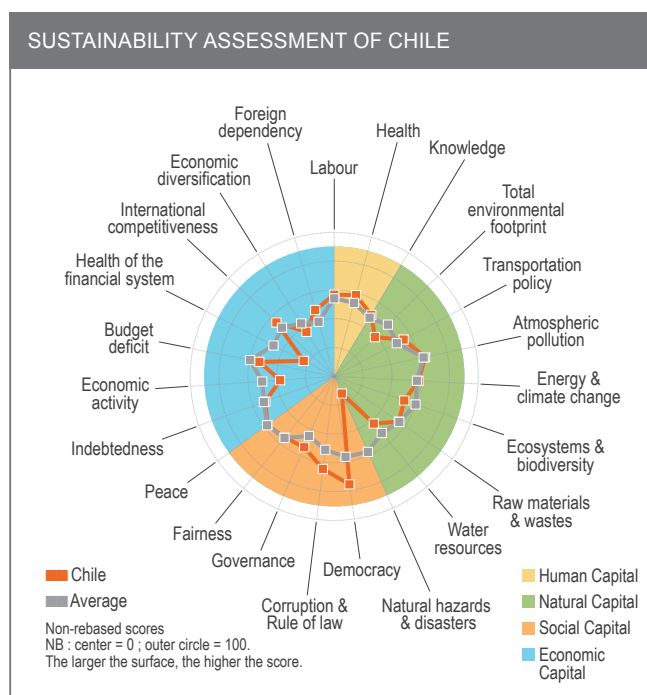 SUSTAINABILITY ASSESSMENT OF CHILE
Foreign
dependency
Health
Knowledge
Economic
diversification
Labour
Total
environmental
footprint
International
competitiveness
Transportation
policy
Health of the
financial system
Atmospheric
pollution
Budget
deficit
Energy &
climate change
Economic
activity
Ecosystems &
biodiversity
Indebtedness
Raw materials
& wastes
Peace
Water
resources
Fairness
Governance
Democracy
Corruption &
Rule of law
Natural hazards
& disasters
Chile
Average
Non-rebased scores
NB : center = 0 ; outer circle = 100.
The larger the surface, the higher the score.
Human Capital
Natural Capital
Social Capital
Economic
Capital